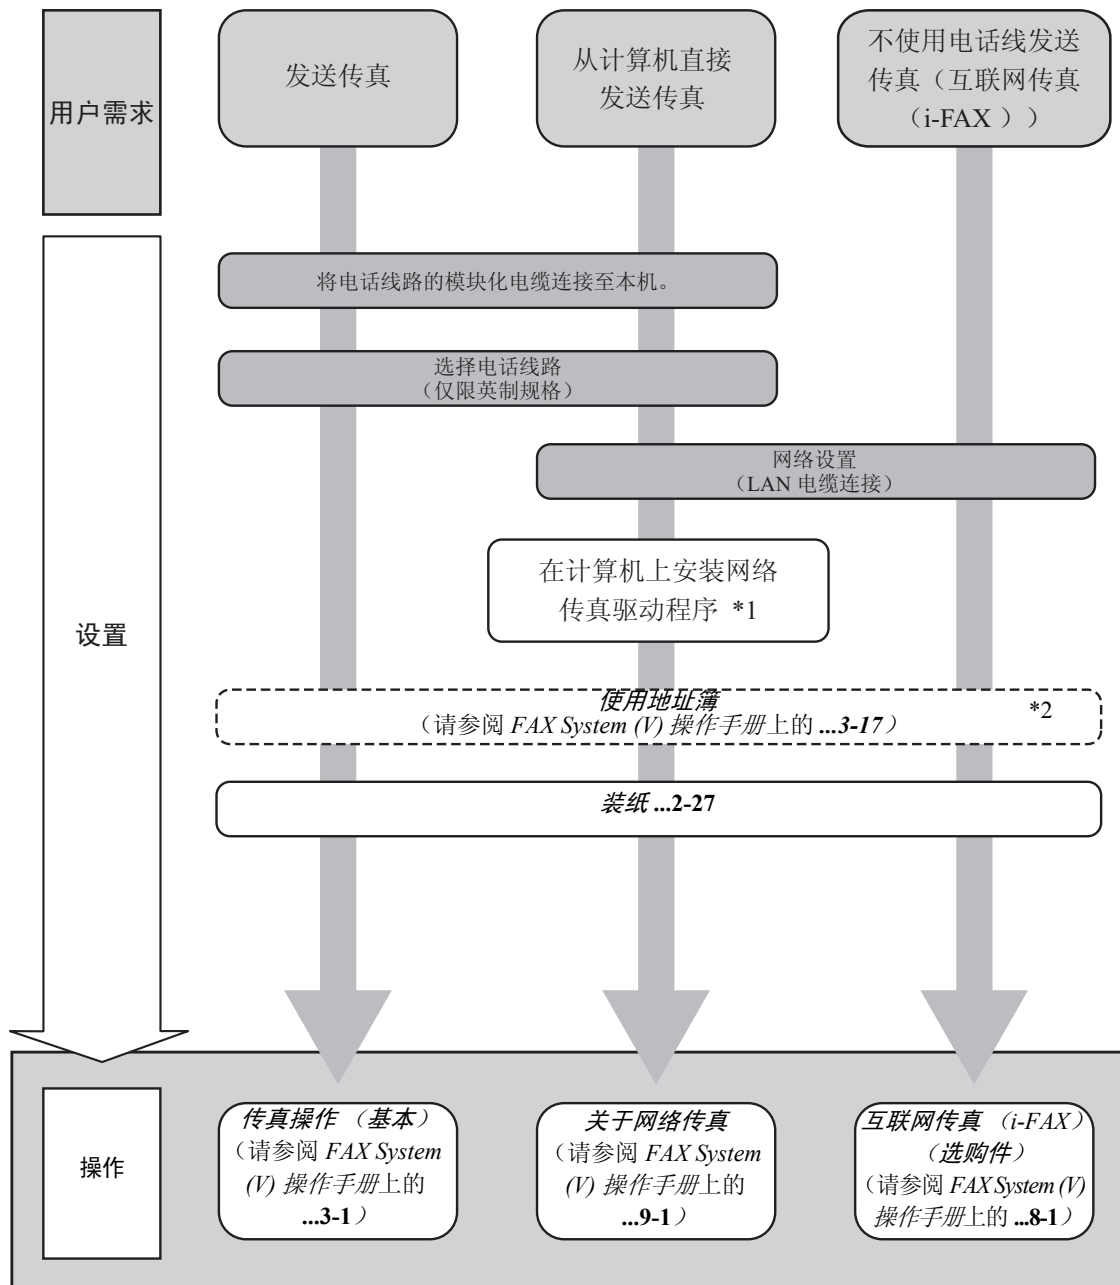 用户需求
发送传真
从计算机直接
发送传真
不使用电话线发送
传真（互联网传真
（i-FAX ））
设置
将电话线路的模块化电缆连接至本机。
选择电话线路
（仅限英制规格）
网络设置
（LAN 电缆连接）
在计算机上安装网络
传真驱动程序 *1
使用地址簿
（请参阅 FAX System (V) 操作手册上的 ...3-17）
*2
装纸 ...2-27
操作
传真操作 （基本）
（请参阅 FAX System
(V) 操作手册上的
...3-1）
关于网络传真
（请参阅 FAX System
(V) 操作手册上的
...9-1）
互联网传真 （i-FAX）
（选购件）
（请参阅 FAX System (V)
操作手册上的 ...8-1）